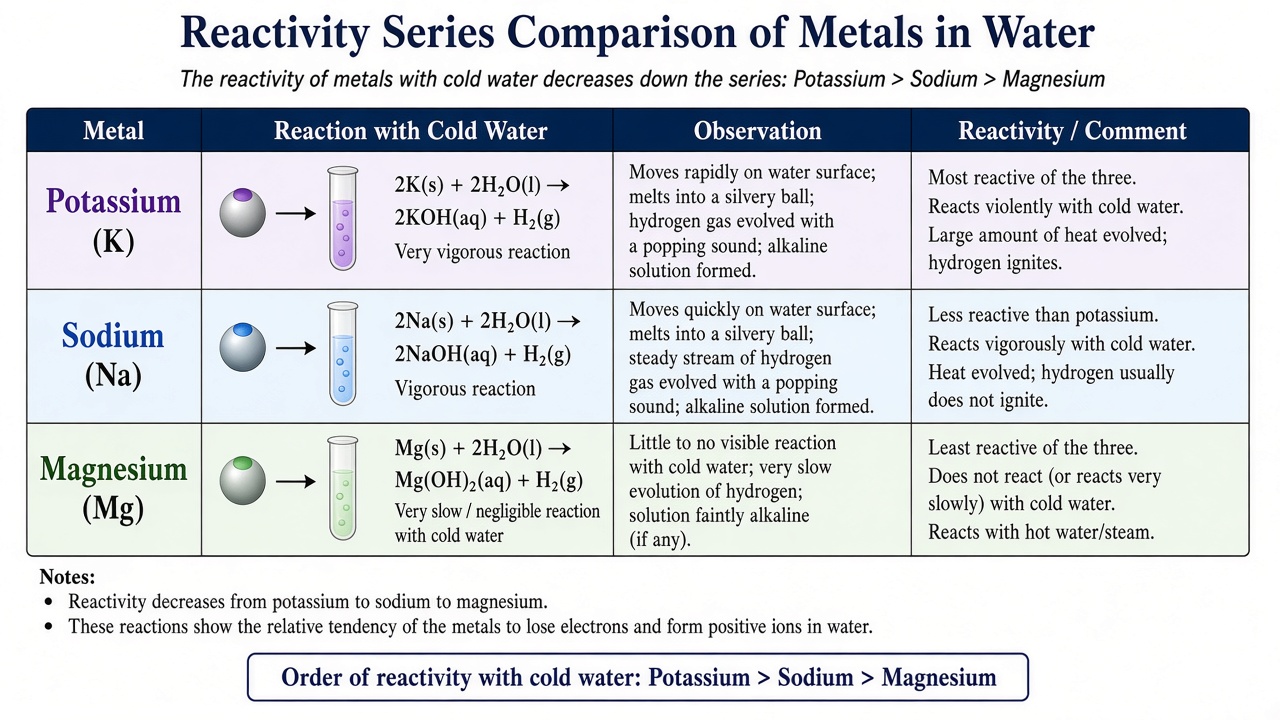 Reactivity Series Comparison of Metals in Water
The reactivity of metals with cold water decreases down the series: Potassium > Sodium > Magnesium
Metal
Reaction with Cold Water
Observation
Reactivity / Comment
Potassium
(K)
2K(s) + 2H₂O(l) →
2KOH(aq) + H₂(g)
Very vigorous reaction
Moves rapidly on water surface;
melts into a silvery ball;
hydrogen gas evolved with
a popping sound; alkaline
solution formed.
Most reactive of the three.
Reacts violently with cold water.
Large amount of heat evolved;
hydrogen ignites.
Sodium
(Na)
2Na(s) + 2H₂O(l) →
2NaOH(aq) + H₂(g)
Vigorous reaction
Moves quickly on water surface;
melts into a silvery ball;
steady stream of hydrogen
gas evolved with a popping
sound; alkaline solution formed.
Less reactive than potassium.
Reacts vigorously with cold water.
Heat evolved; hydrogen usually
does not ignite.
Magnesium
(Mg)
Mg(s) + 2H₂O(l) →
Mg(OH)₂(aq) + H₂(g)
Very slow / negligible reaction
with cold water
Little to no visible reaction
with cold water; very slow
evolution of hydrogen;
solution faintly alkaline
(if any).
Least reactive of the three.
Does not react (or reacts very
slowly) with cold water.
Reacts with hot water/steam.
Notes:
• Reactivity decreases from potassium to sodium to magnesium.
• These reactions show the relative tendency of the metals to lose electrons and form positive ions in water.
Order of reactivity with cold water: Potassium > Sodium > Magnesium